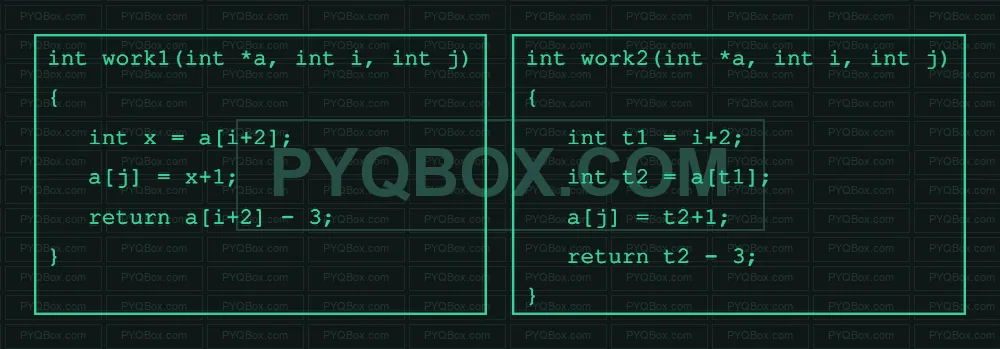 int work1(int *a, int i, int j)
{
int x = a[i+2];
a[j] = x+1;
return a[i+2] - 3;
}
int work2(int *a, int i, int j)
{
int t1 = i+2;
int t2 = a[t1];
a[j] = t2+1;
return t2 - 3;
}
PYQBOX.COM